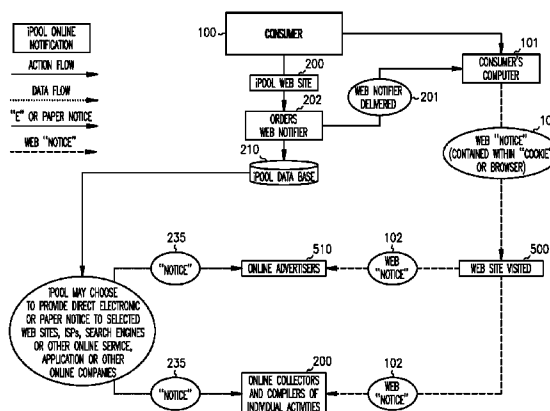 iPOOL ONLINE
NOTIFICATION
ACTION FLOW
DATA FLOW
"E" OR PAPER NOTICE
WEB "NOTICE"
100
CONSUMER
200
iPOOL WEB SITE
202
ORDERS
WEB NOTIFIER
210
iPOOL DATA BASE
WEB NOTIFIER
DELIVERED
201
101
CONSUMER'S
COMPUTER
10
WEB "NOTICE"
(CONTAINED WITHIN "COOKIE"
OR BROWSER)
500
WEB SITE VISITED
102
WEB
"NOTICE"
510
ONLINE ADVERTISERS
235
"NOTICE"
iPOOL MAY CHOOSE
TO PROVIDE DIRECT ELECTRONIC
OR PAPER NOTICE TO SELECTED
WEB SITES, ISPs, SEARCH ENGINES
OR OTHER ONLINE SERVICE,
APPLICATION OR OTHER
ONLINE COMPANIES
235
"NOTICE"
200
ONLINE COLLECTORS
AND COMPILERS OF
INDIVIDUAL ACTIVITIES
102
WEB
"NOTICE"